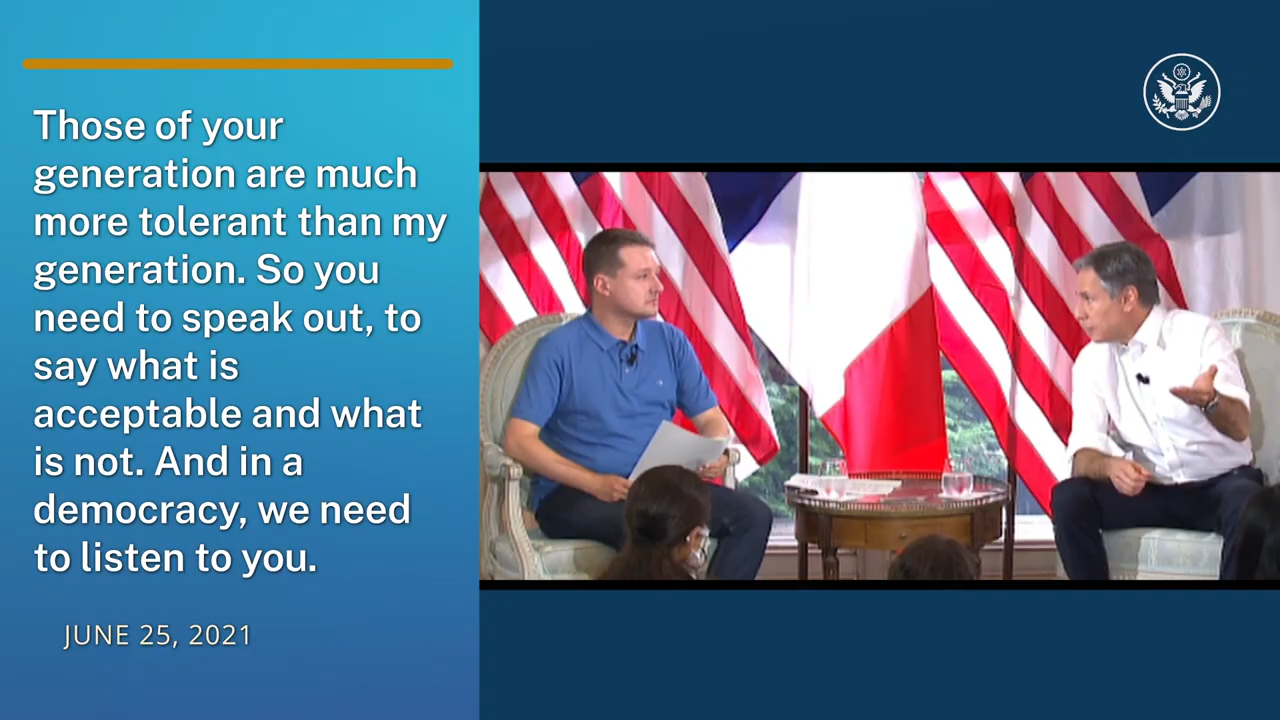 Those of your
generation are much
more tolerant than my
generation. So you
need to speak out, to
say what is
acceptable and what
is not. And in a
democracy, we need
to listen to you.
JUNE 25, 2021